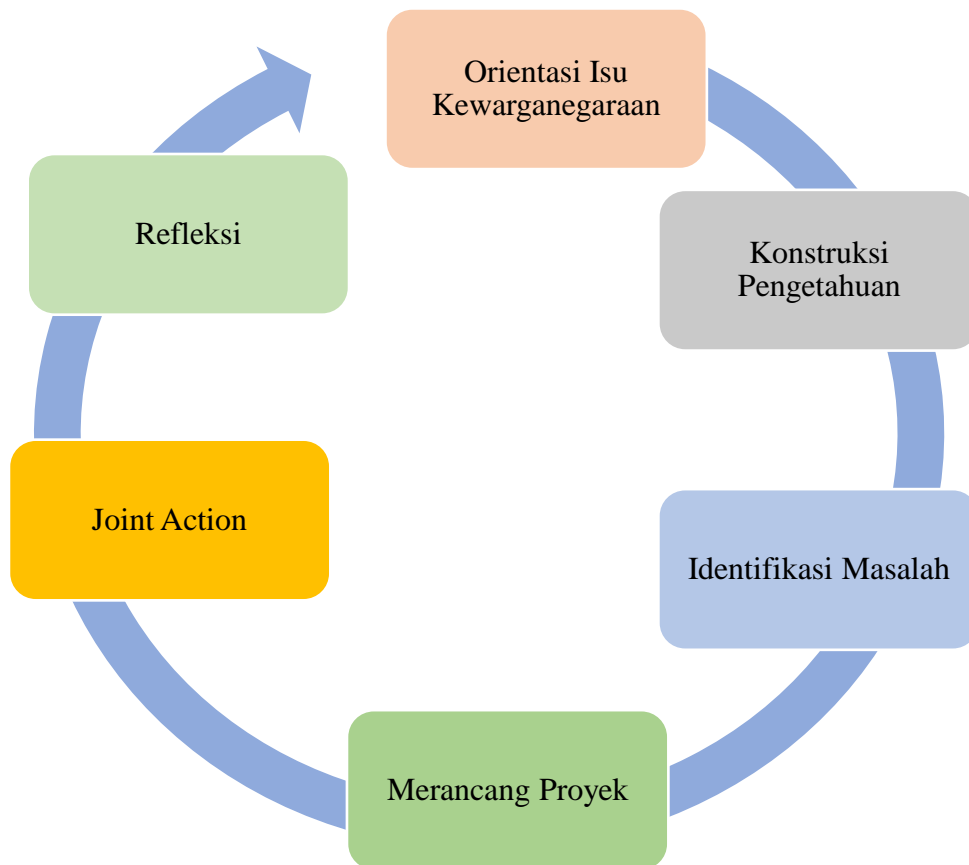 Orientasi Isu
Kewarganegaraan
Konstruksi
Pengetahuan
Identifikasi Masalah
Merancang Proyek
Joint Action
Refleksi